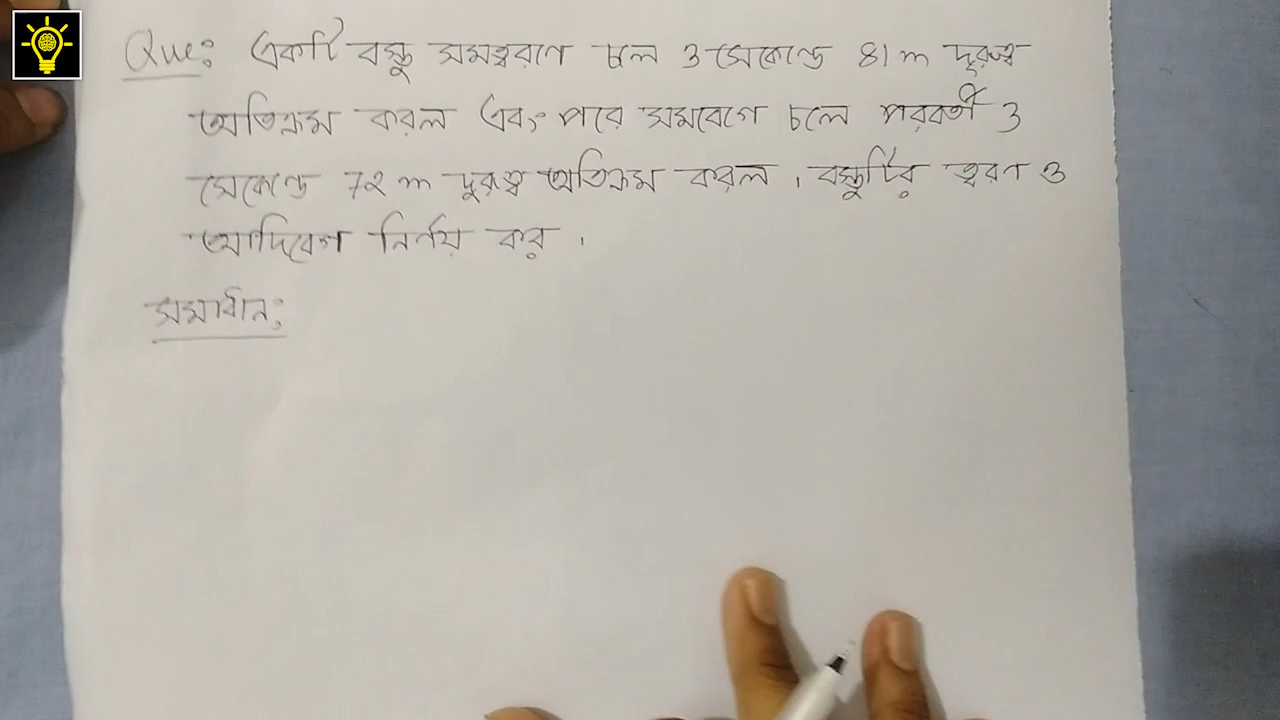 Que: একটি বস্তু সমত্বরণে চলে 3 সেকেন্ডে 81 m দূরত্ব
অতিক্রম করল এবং পরে সমবেগে চলে পরবর্তী 3
সেকেন্ডে 72 m দুরত্ব অতিক্রম করল । বস্তুটির ত্বরণ ও
আদিবেগ নির্ণয় কর ।
সমাধান: